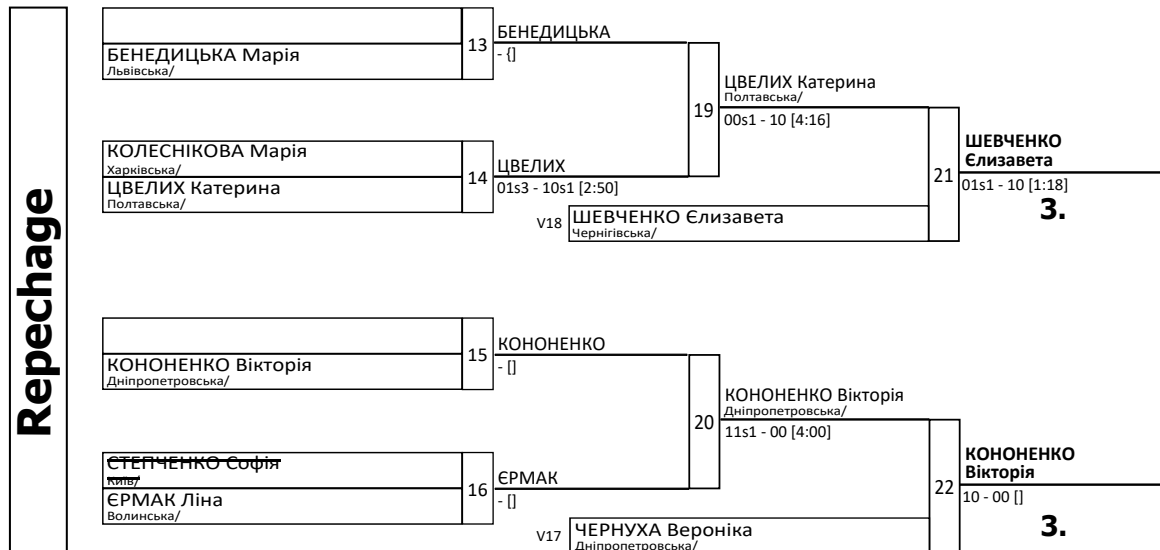 Repechage
БЕНЕДИЦЬКА Марія
Львівська/
13
БЕНЕДИЦЬКА
- {]
КОЛЕСНІКОВА Марія
Харківська/
ЦВЕЛИХ Катерина
Полтавська/
14
ЦВЕЛИХ
01s3 - 10s1 [2:50]
19
ЦВЕЛИХ Катерина
Полтавська/
00s1 - 10 [4:16]
V18
ШЕВЧЕНКО Єлизавета
Чернігівська/
21
ШЕВЧЕНКО
Єлизавета
01s1 - 10 [1:18]
3.
КОНОНЕНКО Вікторія
Дніпропетровська/
15
КОНОНЕНКО
- []
СТЕПЧЕНКО Софія
Київ/
ЄРМАК Ліна
Волинська/
16
ЄРМАК
- []
20
КОНОНЕНКО Вікторія
Дніпропетровська/
11s1 - 00 [4:00]
V17
ЧЕРНУХА Вероніка
Дніпропетровська/
22
КОНОНЕНКО
Вікторія
10 - 00 []
3.